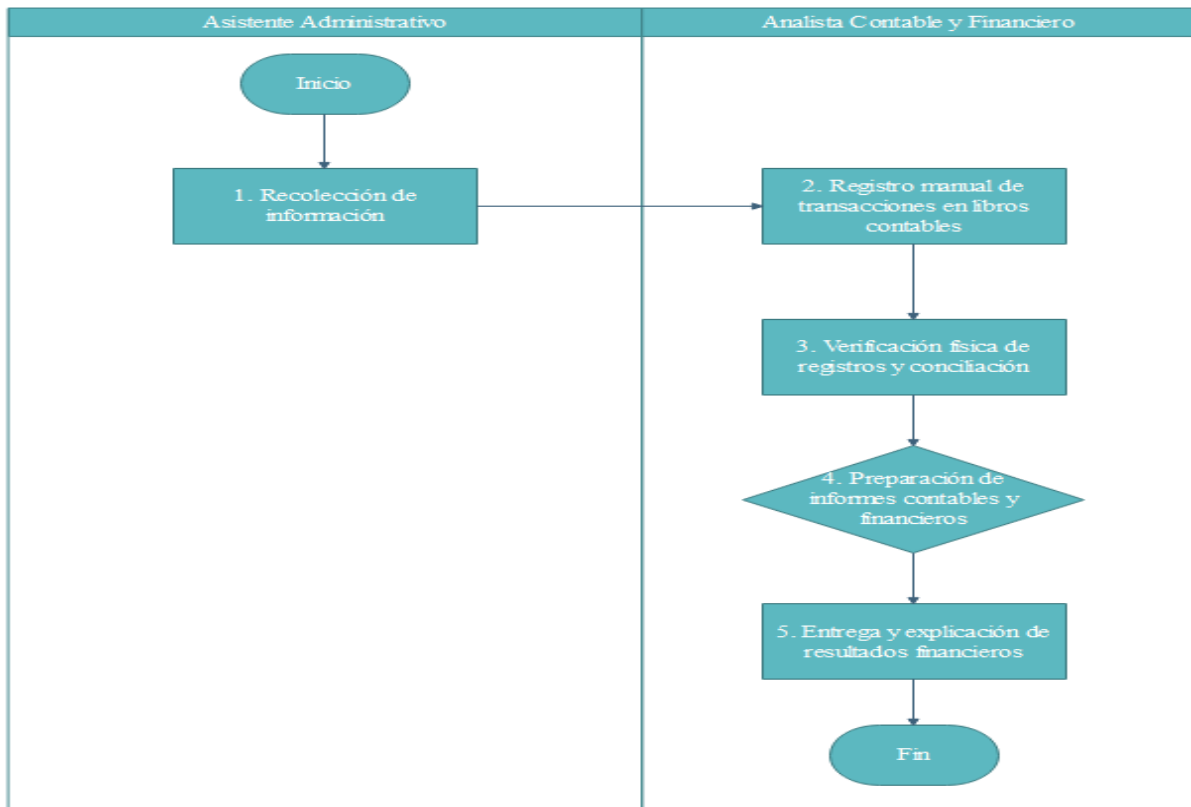 Asistente Administrativo
Analista Contable y Financiero
Inicio
1. Recolección de
información
2. Registro manual de
transacciones en libros
contables
3. Verificación física de
registros y conciliación
4. Preparación de
informes contables y
financieros
5. Entrega y explicación de
resultados financieros
Fin